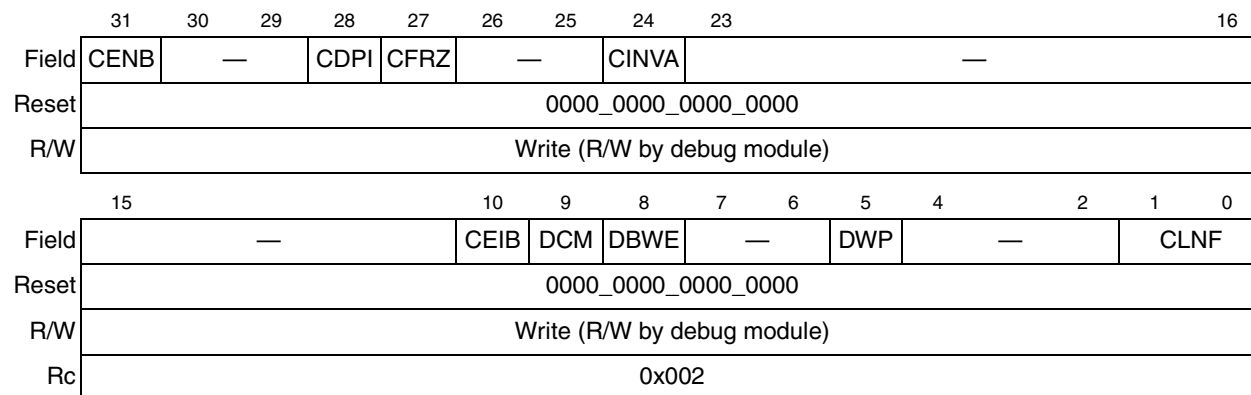 31 30 29 28 27 26 25 24 23 16
Field CENB — CDPI CFRZ — CINVA —
Reset 0000_0000_0000_0000
R/W Write (R/W by debug module)
15 10 9 8 7 6 5 4 2 1 0
Field — CEIB DCM DBWE — DWP — CLNF
Reset 0000_0000_0000_0000
R/W Write (R/W by debug module)
Rc 0x002